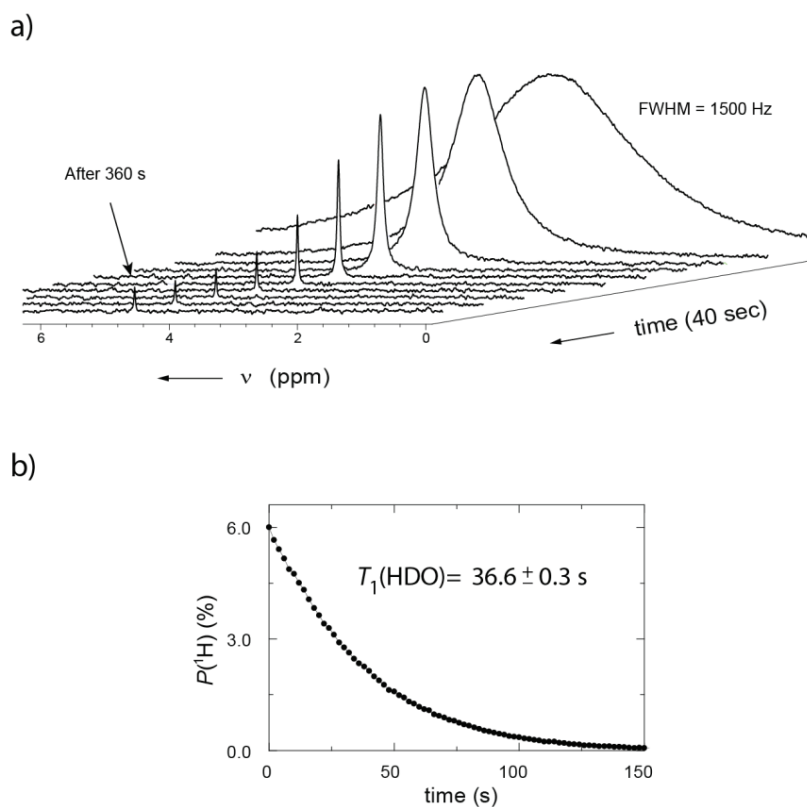 a)
FWHM = 1500 Hz
After 360 s
6 4 2 0
time (40 sec)
ν (ppm)
b)
6.0
T1(HDO)= 36.6 ± 0.3 s
P(¹H) (%)
3.0
0.0
0 50 100 150
time (s)